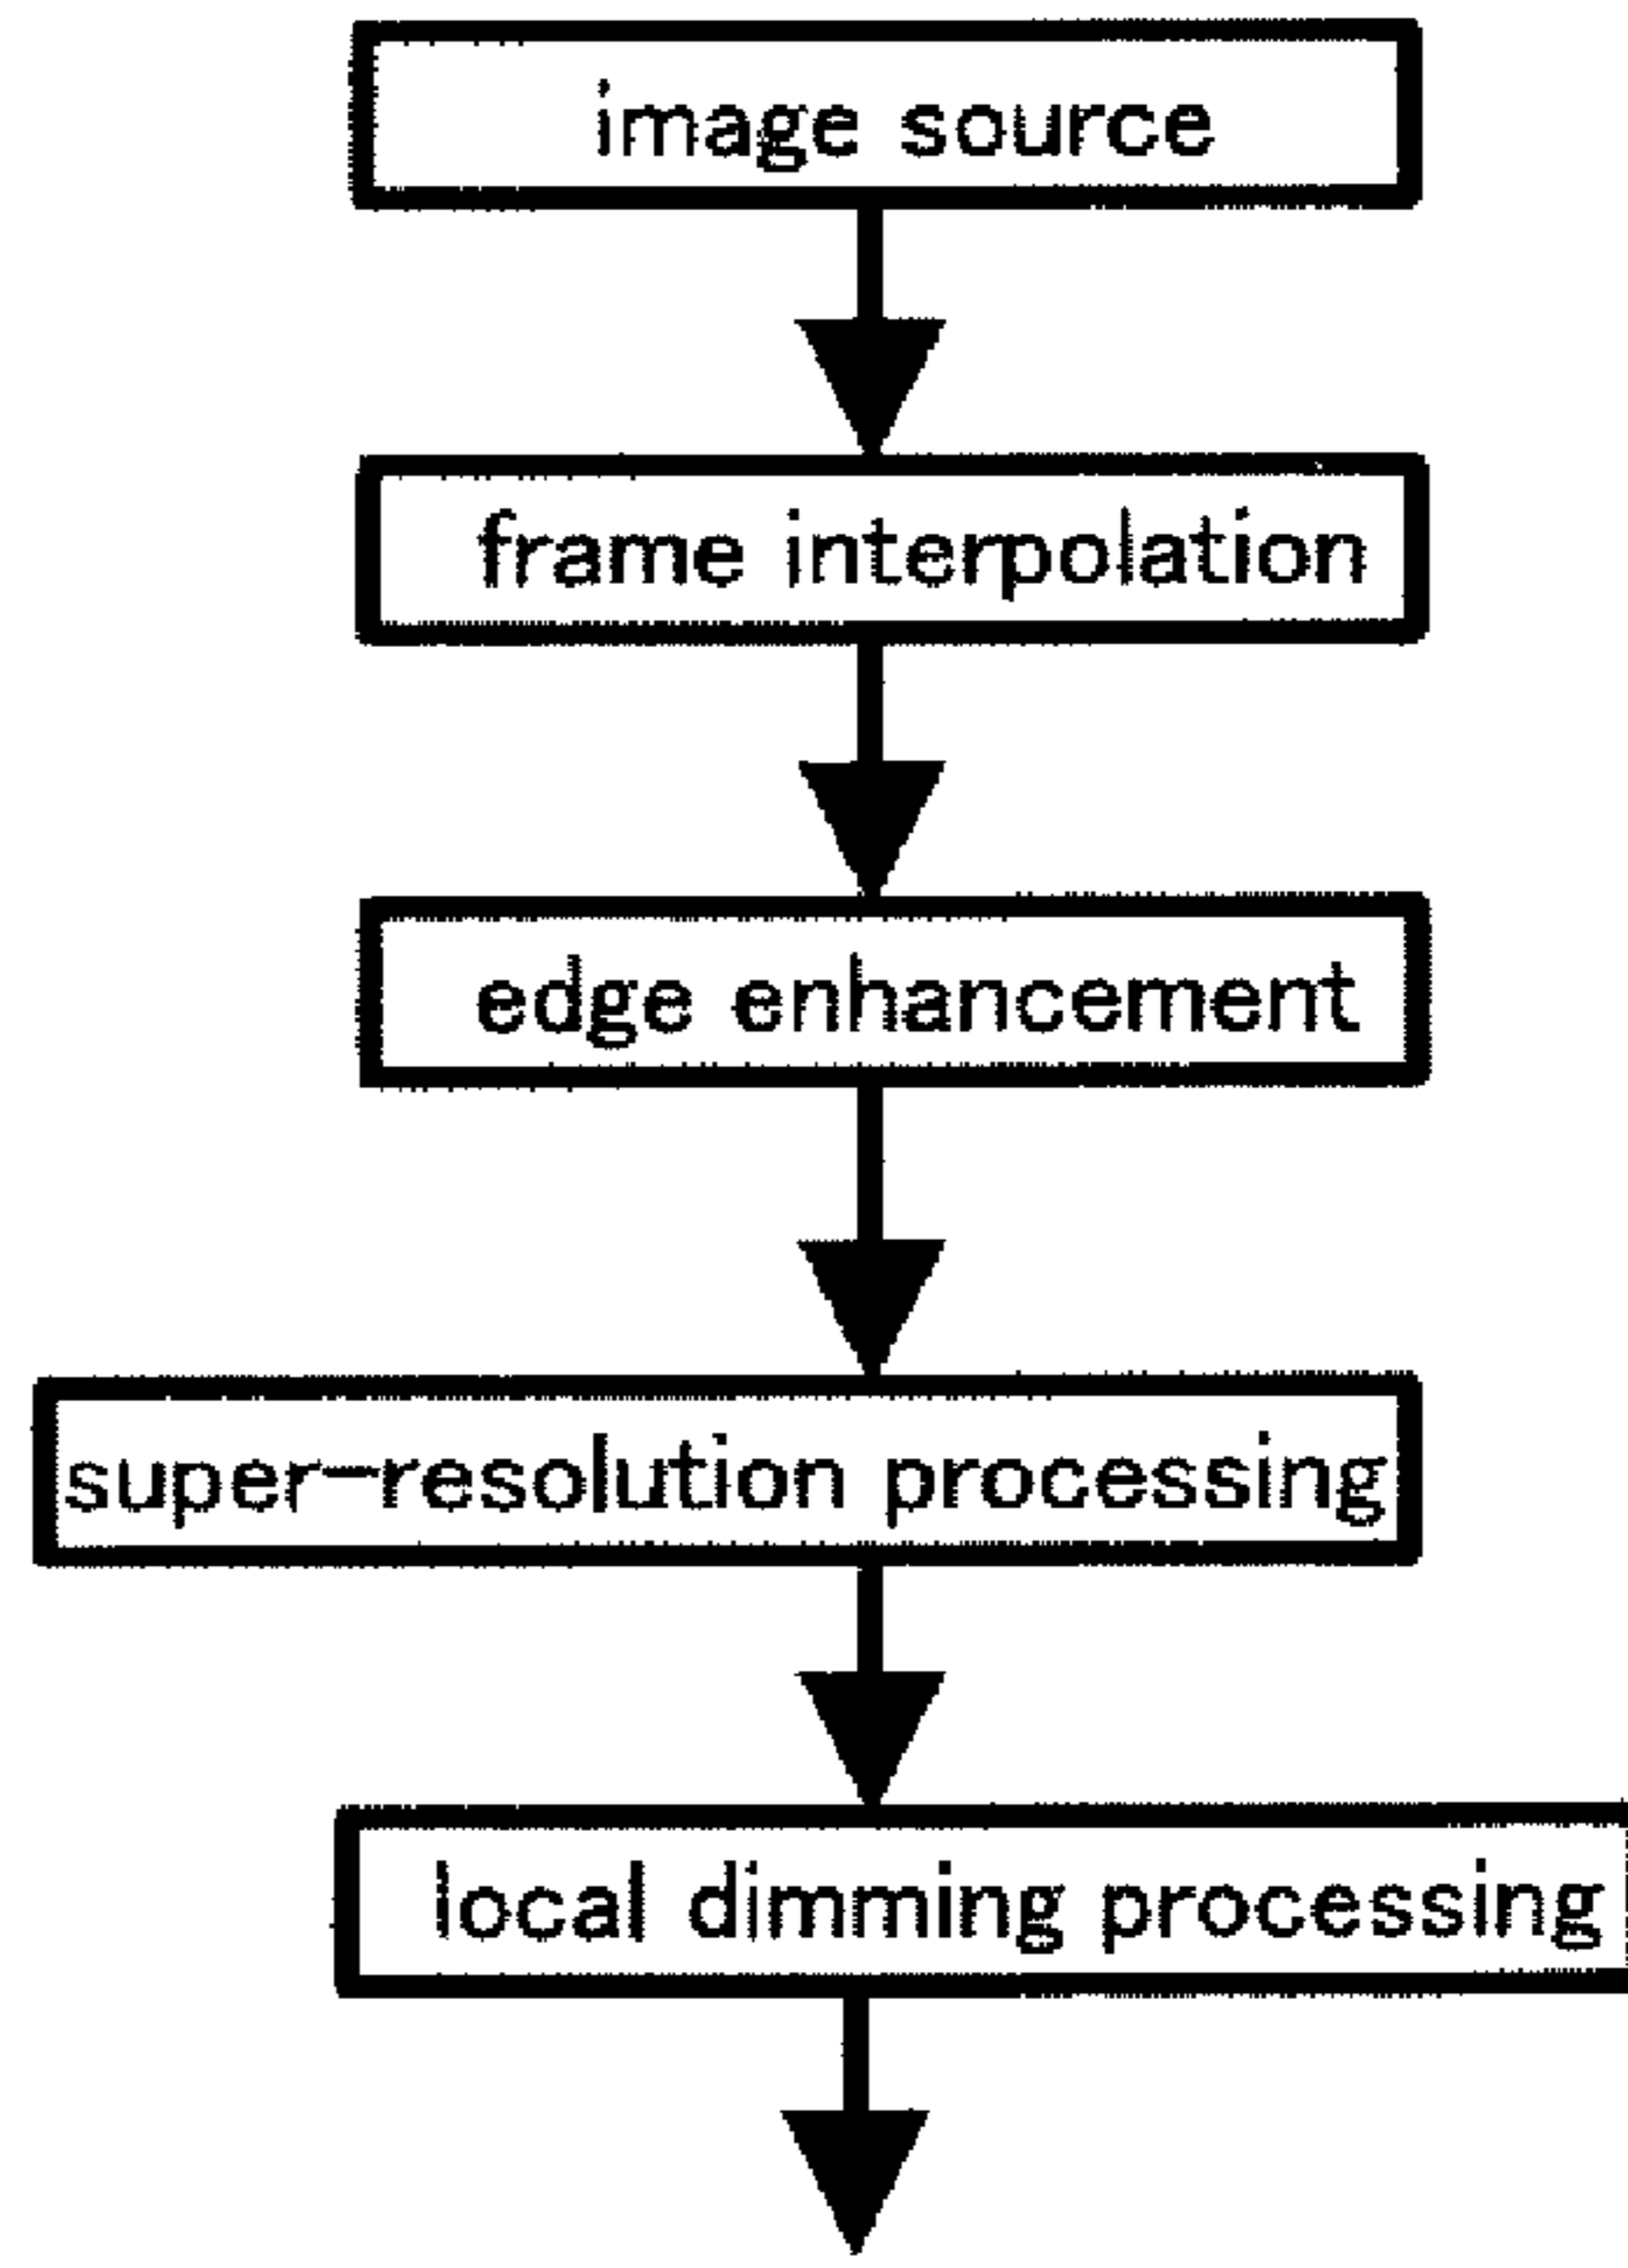 image source
frame interpolation
edge enhancement
super-resolution processing
local dimming processing